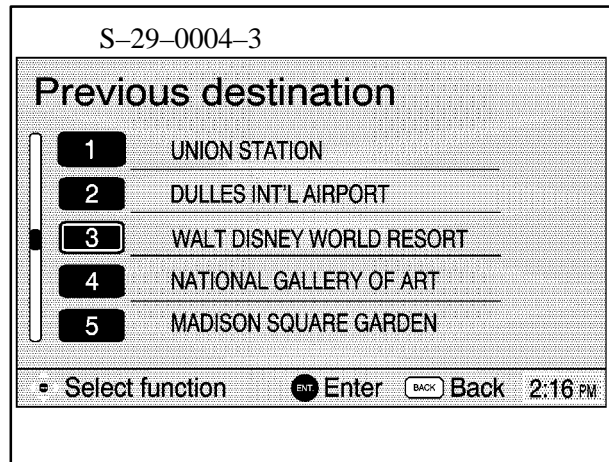 S–29–0004–3
Previous destination
1 UNION STATION
2 DULLES INT'L AIRPORT
3 WALT DISNEY WORLD RESORT
4 NATIONAL GALLERY OF ART
5 MADISON SQUARE GARDEN
Select function ENT. Enter BACK Back 2:16 PM